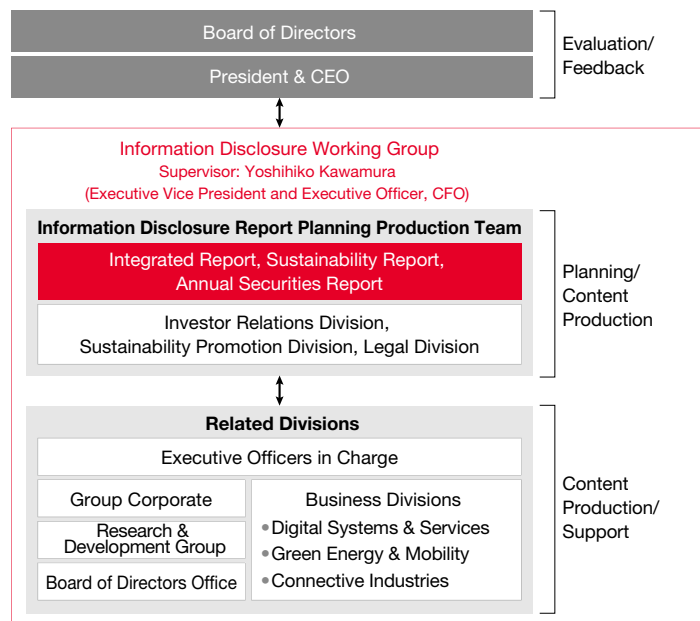 Board of Directors
President & CEO
Evaluation/
Feedback
Information Disclosure Working Group
Supervisor: Yoshihiko Kawamura
(Executive Vice President and Executive Officer, CFO)
Information Disclosure Report Planning Production Team
Integrated Report, Sustainability Report,
Annual Securities Report
Investor Relations Division,
Sustainability Promotion Division, Legal Division
Planning/
Content
Production
Related Divisions
Executive Officers in Charge
Group Corporate
Research &
Development Group
Board of Directors Office
Business Divisions
●Digital Systems & Services
●Green Energy & Mobility
●Connective Industries
Content
Production/
Support